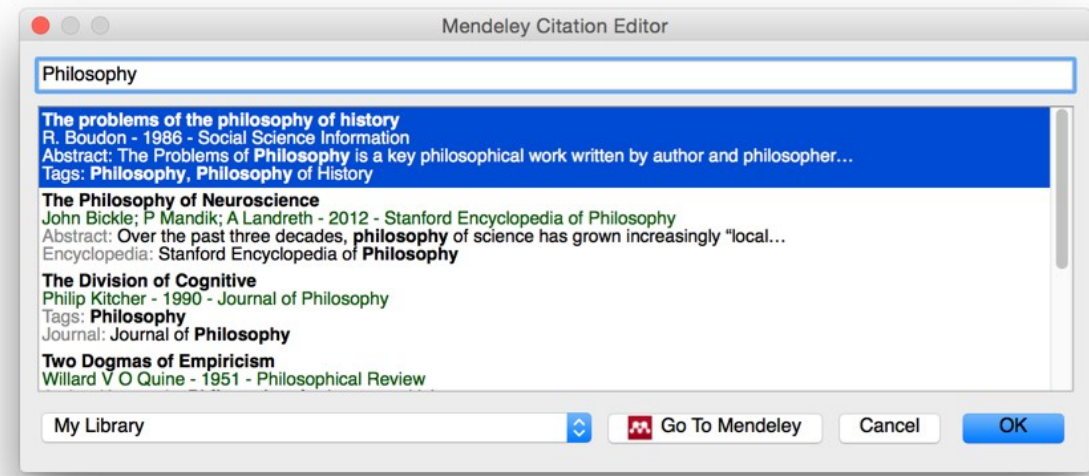 Mendeley Citation Editor
Philosophy
The problems of the philosophy of history
R. Boudon - 1986 - Social Science Information
Abstract: The Problems of Philosophy is a key philosophical work written by author and philosopher…
Tags: Philosophy, Philosophy of History
The Philosophy of Neuroscience
John Bickle; P Mandik; A Landreth - 2012 - Stanford Encyclopedia of Philosophy
Abstract: Over the past three decades, philosophy of science has grown increasingly “local…
Encyclopedia: Stanford Encyclopedia of Philosophy
The Division of Cognitive
Philip Kitcher - 1990 - Journal of Philosophy
Tags: Philosophy
Journal: Journal of Philosophy
Two Dogmas of Empiricism
Willard V O Quine - 1951 - Philosophical Review
My Library
Go To Mendeley
Cancel
OK